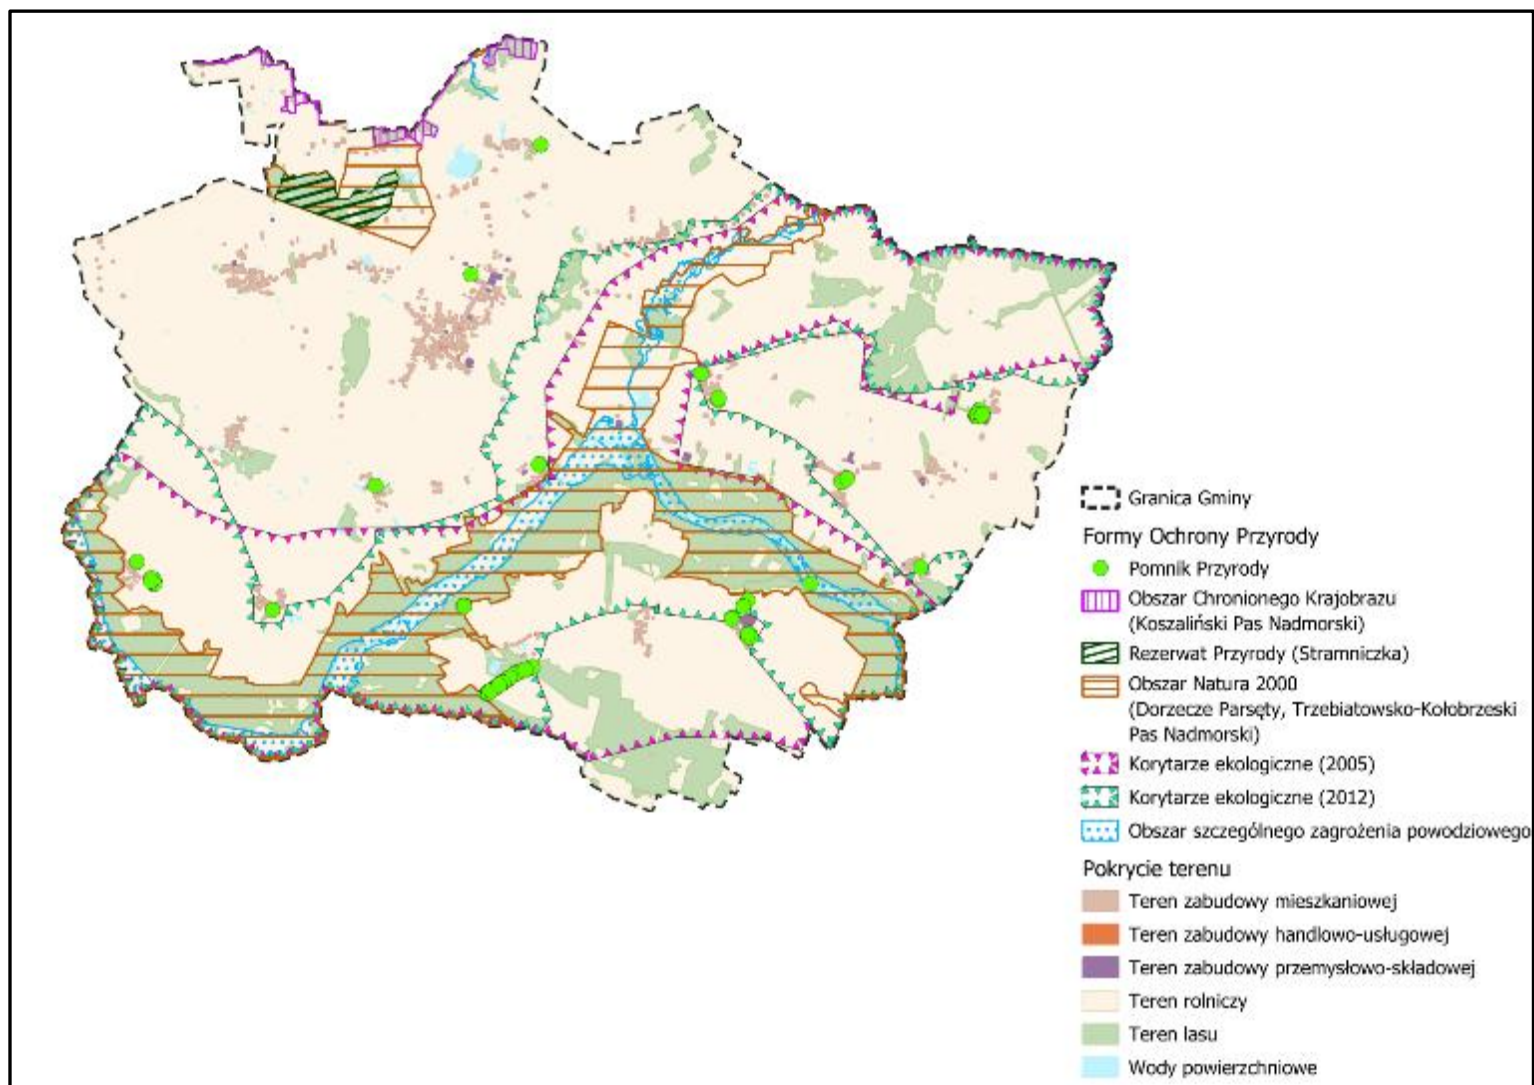 Granica Gminy
Formy Ochrony Przyrody
Pomnik Przyrody
Obszar Chronionego Krajobrazu
(Koszaliński Pas Nadmorski)
Rezerwat Przyrody (Stramniczka)
Obszar Natura 2000
(Dorzecze Parsęty, Trzebiatowsko-Kołobrzeski
Pas Nadmorski)
Korytarze ekologiczne (2005)
Korytarze ekologiczne (2012)
Obszar szczególnego zagrożenia powodziowego
Pokrycie terenu
Teren zabudowy mieszkaniowej
Teren zabudowy handlowo-usługowej
Teren zabudowy przemysłowo-składowej
Teren rolniczy
Teren lasu
Wody powierzchniowe